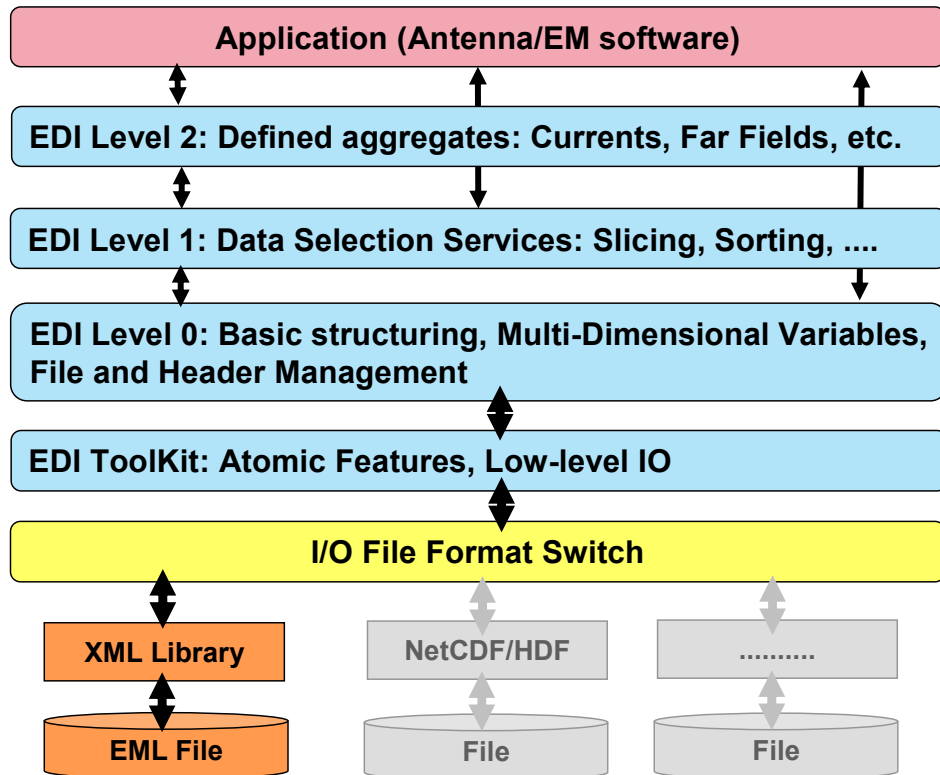 Application (Antenna/EM software)
EDI Level 2: Defined aggregates: Currents, Far Fields, etc.
EDI Level 1: Data Selection Services: Slicing, Sorting, ....
EDI Level 0: Basic structuring, Multi-Dimensional Variables,
File and Header Management
EDI ToolKit: Atomic Features, Low-level IO
I/O File Format Switch
XML Library
NetCDF/HDF
..........
EML File
File
File